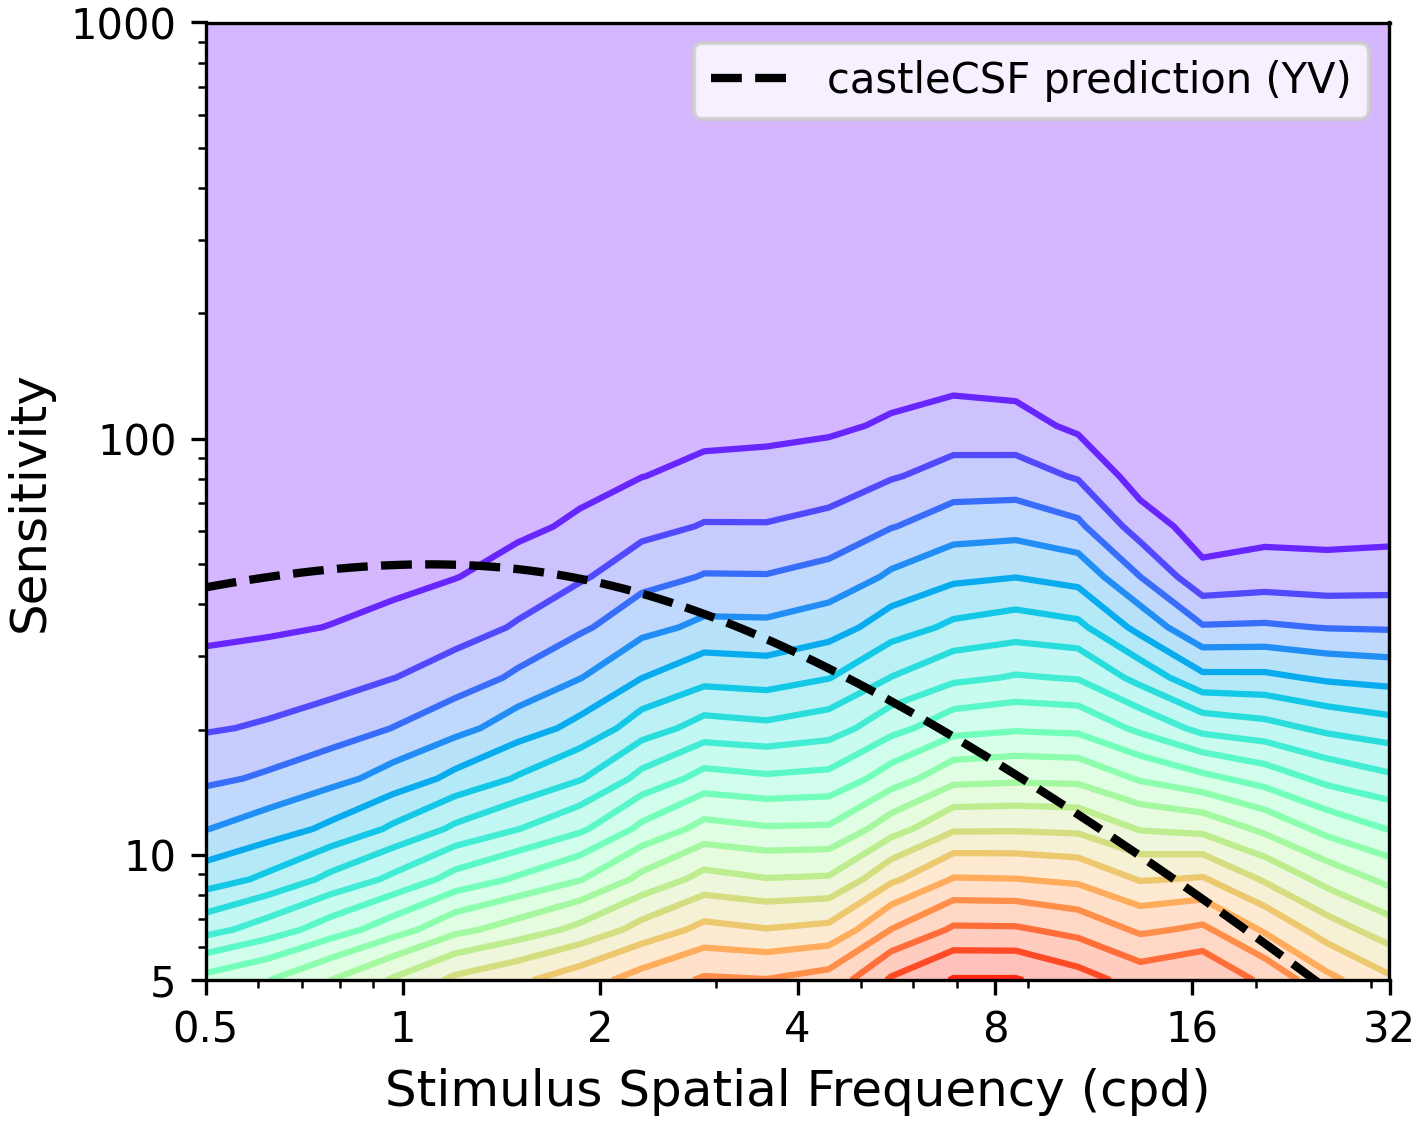 1000
castleCSF prediction (YV)
100
Sensitivity
10
5
0.5 1 2 4 8 16 32
Stimulus Spatial Frequency (cpd)